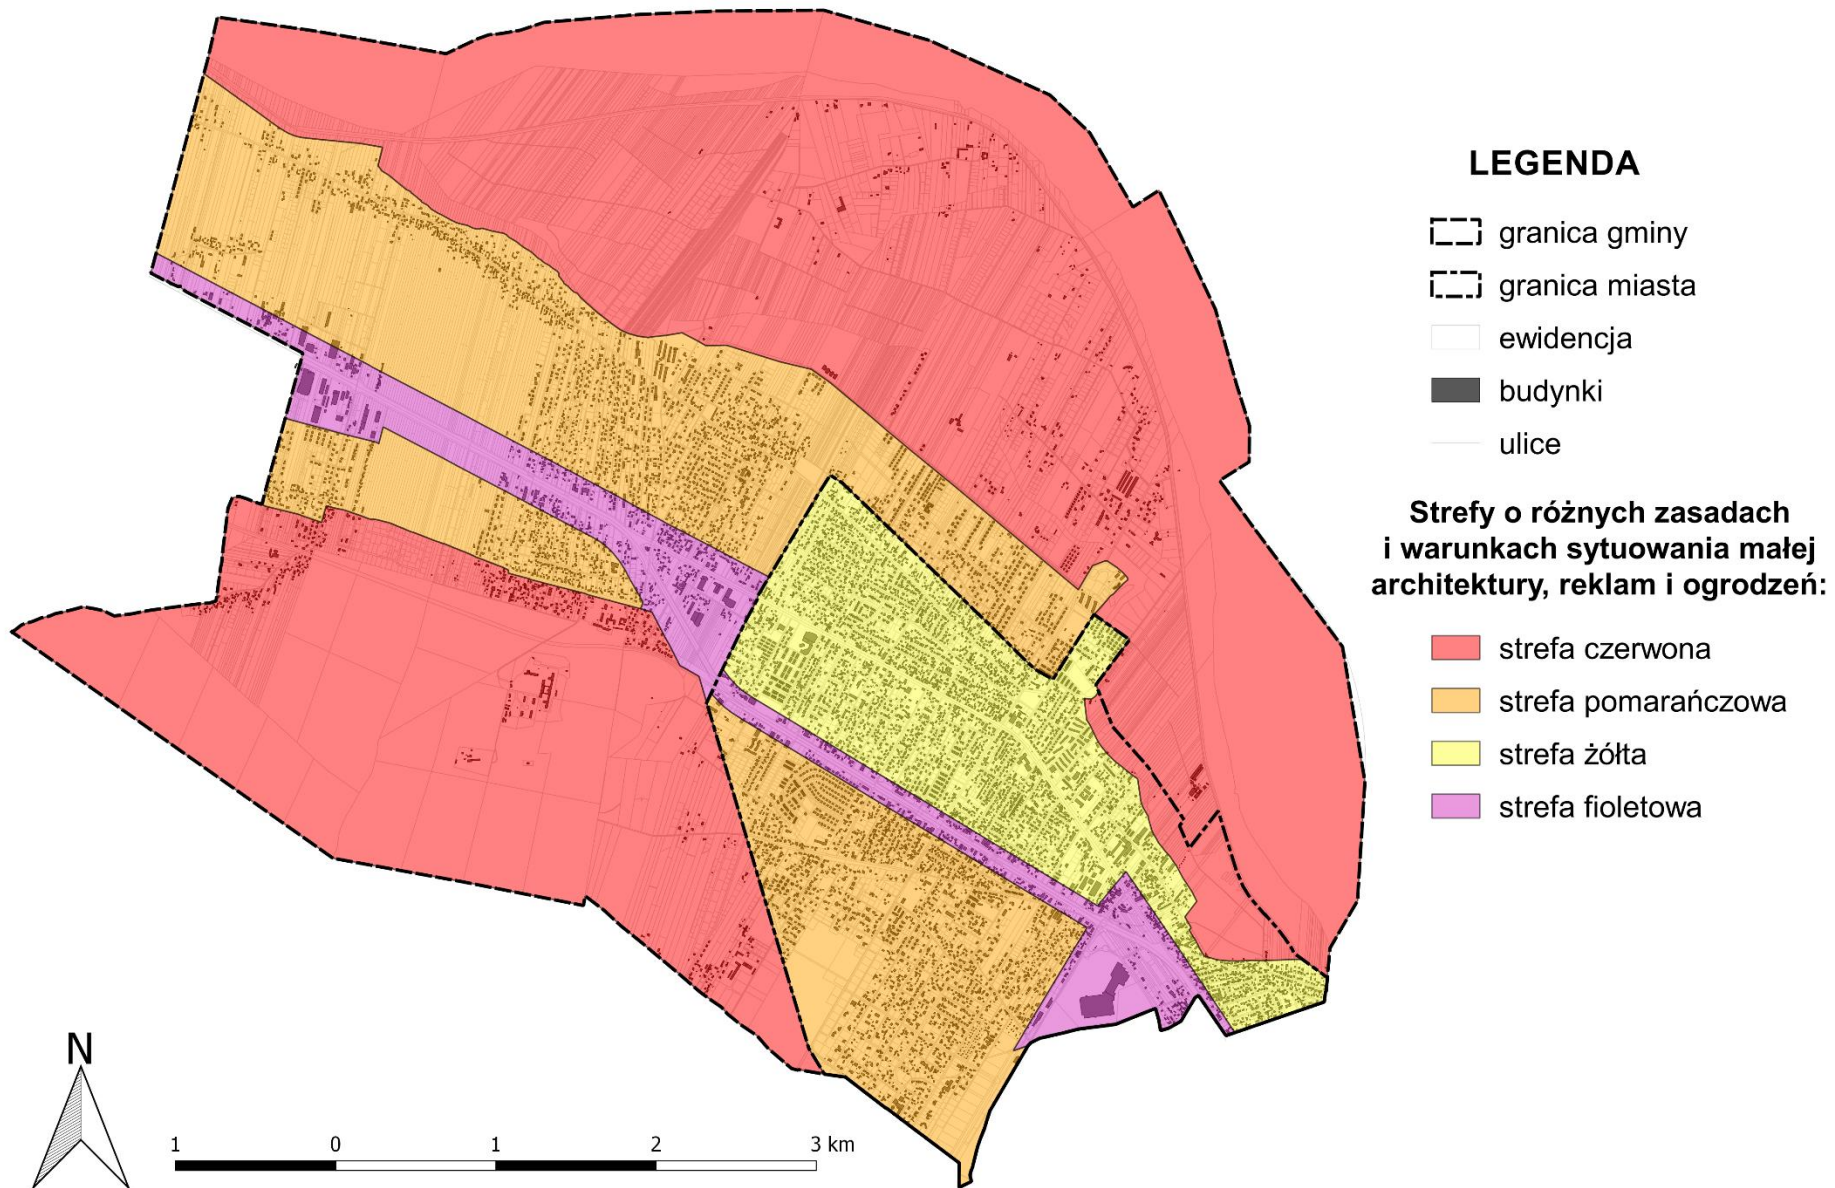 LEGENDA
granica gminy
granica miasta
ewidencja
budynki
ulice
Strefy o różnych zasadach
i warunkach sytuowania małej
architektury, reklam i ogrodzeń:
strefa czerwona
strefa pomarańczowa
strefa żółta
strefa fioletowa
N
1 0 1 2 3 km